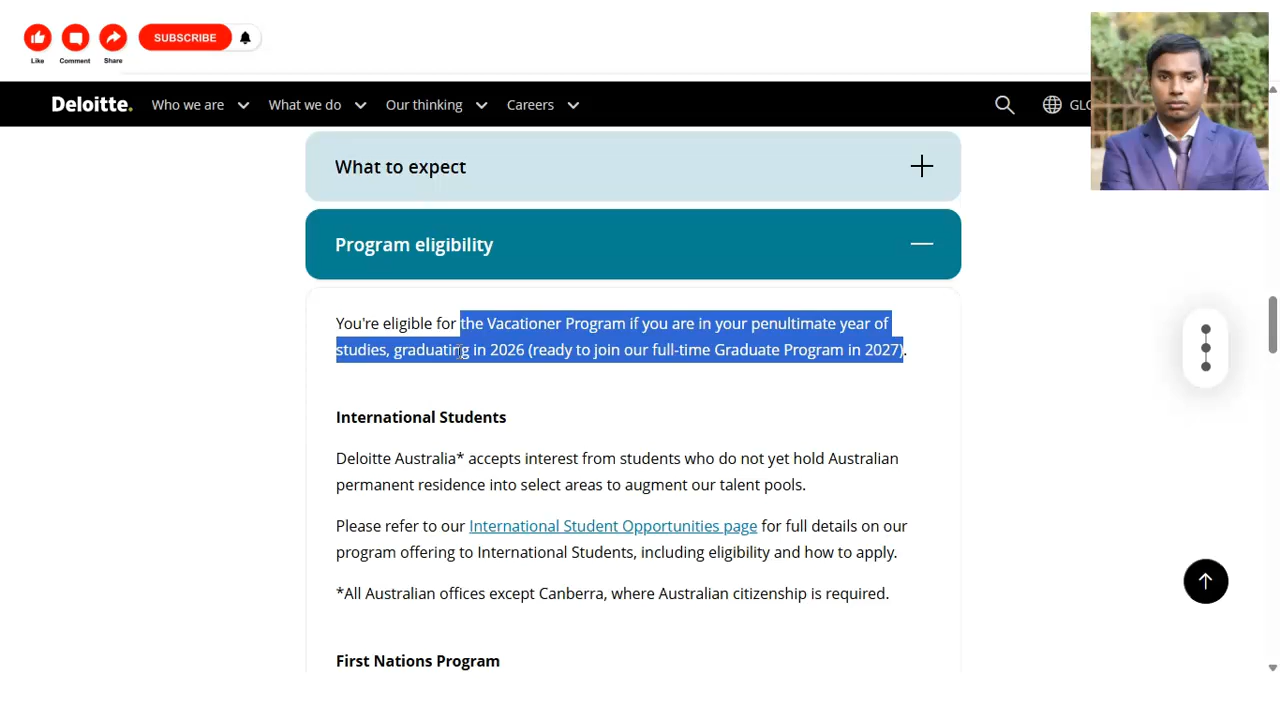 Like Comment Share SUBSCRIBE
Deloitte. Who we are What we do Our thinking Careers GLO
What to expect
Program eligibility
You're eligible for the Vacationer Program if you are in your penultimate year of
studies, graduating in 2026 (ready to join our full-time Graduate Program in 2027).
International Students
Deloitte Australia* accepts interest from students who do not yet hold Australian
permanent residence into select areas to augment our talent pools.
Please refer to our International Student Opportunities page for full details on our
program offering to International Students, including eligibility and how to apply.
*All Australian offices except Canberra, where Australian citizenship is required.
First Nations Program